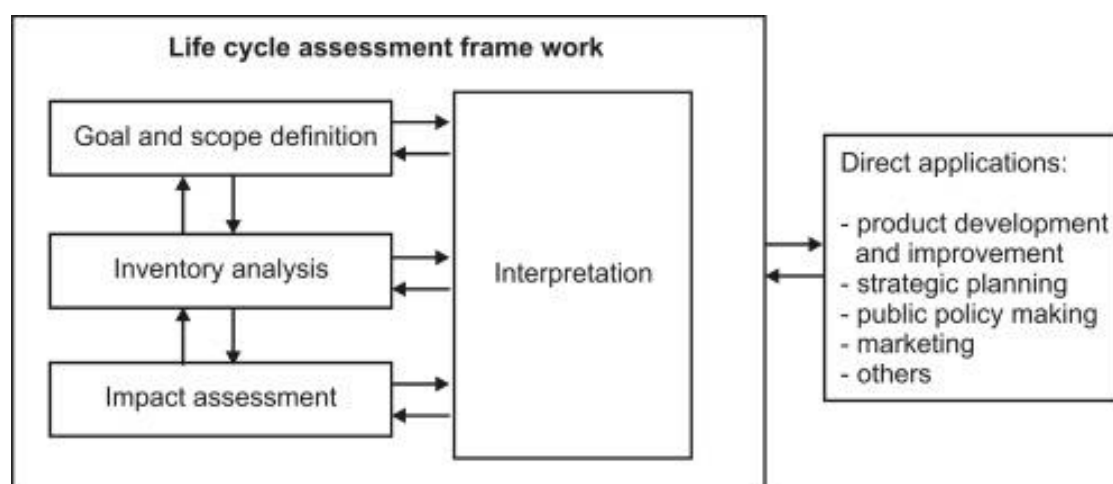 Life cycle assessment frame work
Goal and scope definition
Inventory analysis
Impact assessment
Interpretation
Direct applications:
- product development
and improvement
- strategic planning
- public policy making
- marketing
- others